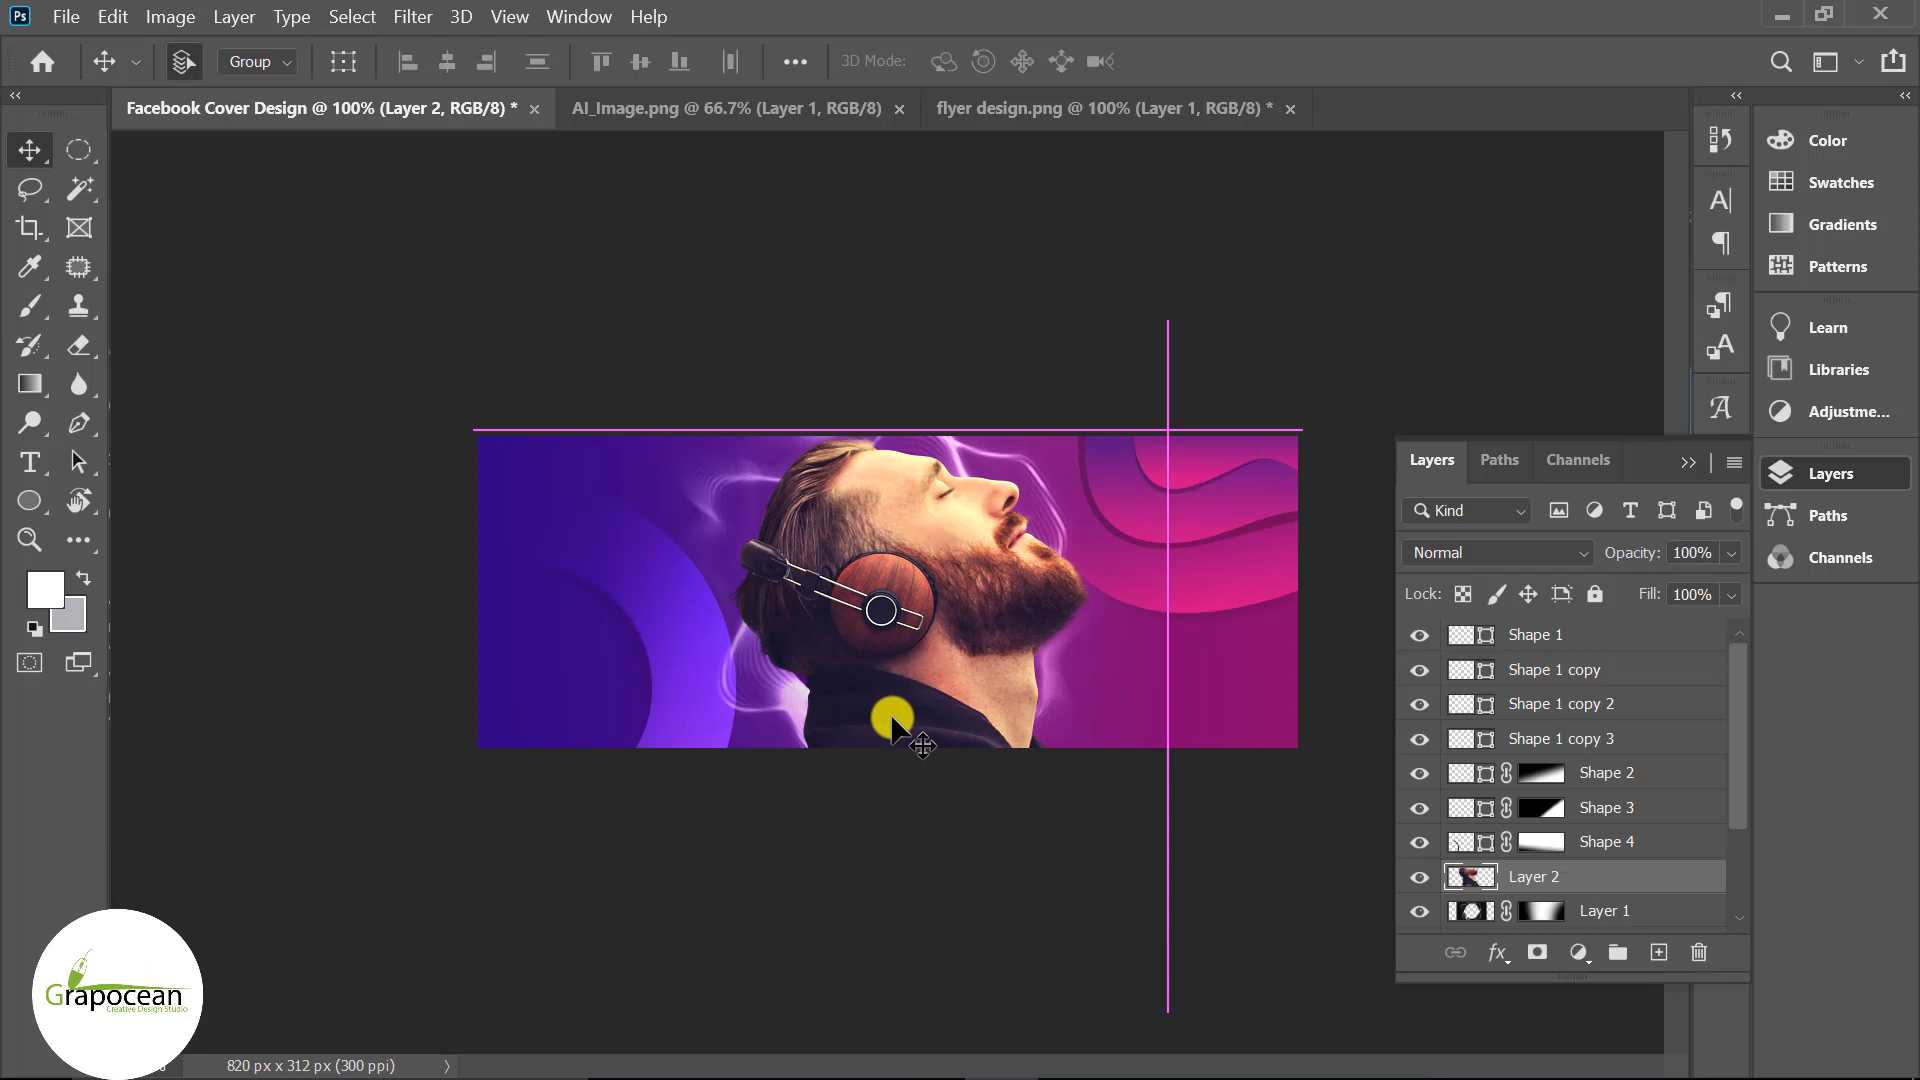 Ps File Edit Image Layer Type Select Filter 3D View Window Help
Group 3D Mode:
Facebook Cover Design @ 100% (Layer 2, RGB/8) * AI_Image.png @ 66.7% (Layer 1, RGB/8) flyer design.png @ 100% (Layer 1, RGB/8) *
Color
Swatches
Gradients
Patterns
Learn
Libraries
Adjustme...
Layers
Paths
Channels
Layers Paths Channels
Kind
Normal Opacity: 100%
Lock: Fill: 100%
Shape 1
Shape 1 copy
Shape 1 copy 2
Shape 1 copy 3
Shape 2
Shape 3
Shape 4
Layer 2
Layer 1
fx
Grapocean
Creative Design Studio
820 px x 312 px (300 ppi)